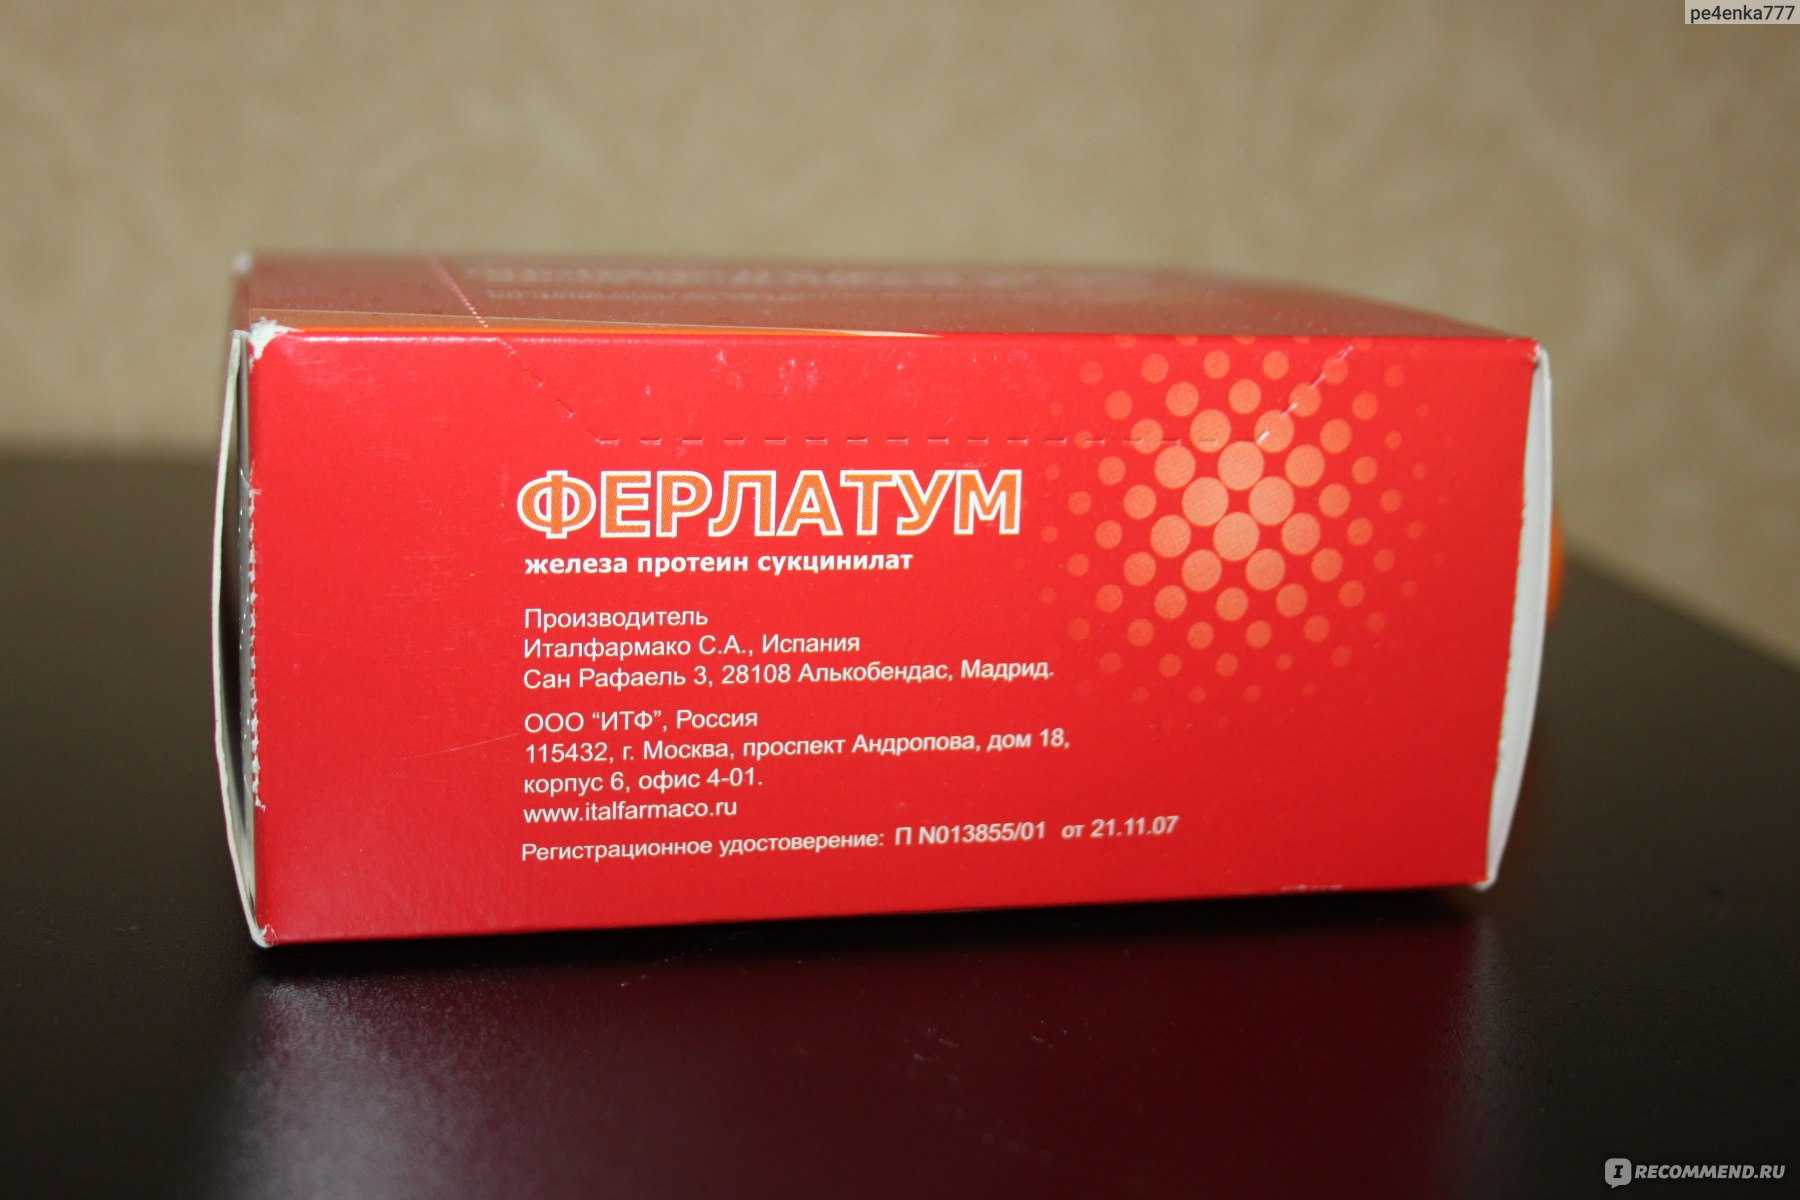 pe4enka777
ФЕРЛАТУМ
железа протеин сукцинилат
Производитель
Италфармако С.А., Испания
Сан Рафаель 3, 28108 Алькобендас, Мадрид.
ООО “ИТФ”, Россия
115432, г. Москва, проспект Андропова, дом 18,
корпус 6, офис 4-01.
www.italfarmaco.ru
Регистрационное удостоверение: П N013855/01 от 21.11.07
I RECOMMEND.RU